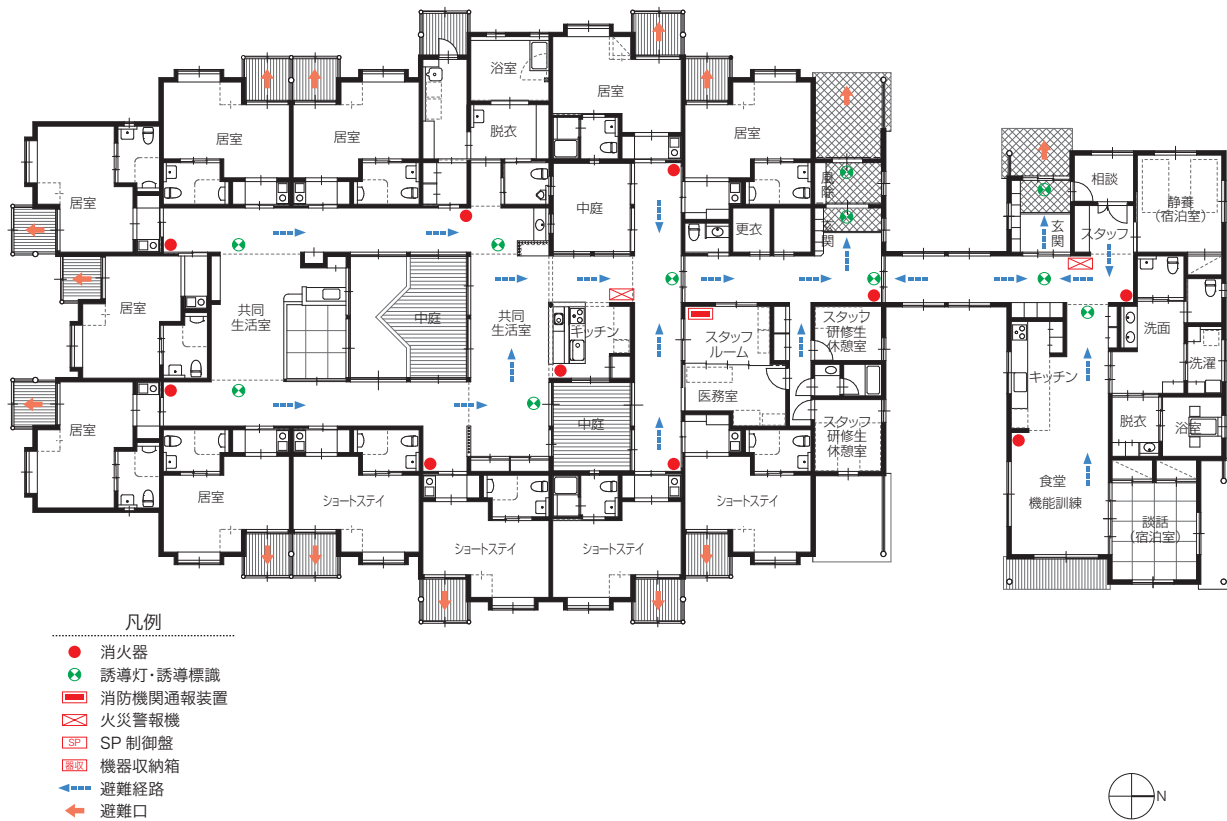 浴室
居室
居室
居室
脱衣
居室
居室
中庭
更衣
風除
玄関
相談
静養
(宿泊室)
玄関
スタッフ
居室
共同
生活室
中庭
共同
生活室
キッチン
スタッフ
ルーム
スタッフ
研修生
休憩室
洗面
洗濯
キッチン
医務室
中庭
スタッフ
研修生
休憩室
脱衣
浴室
居室
居室
ショートステイ
ショートステイ
ショートステイ
ショートステイ
食堂
機能訓練
談話
(宿泊室)
凡例
消火器
誘導灯・誘導標識
消防機関通報装置
火災警報機
SP SP 制御盤
器収 機器収納箱
避難経路
避難口
N